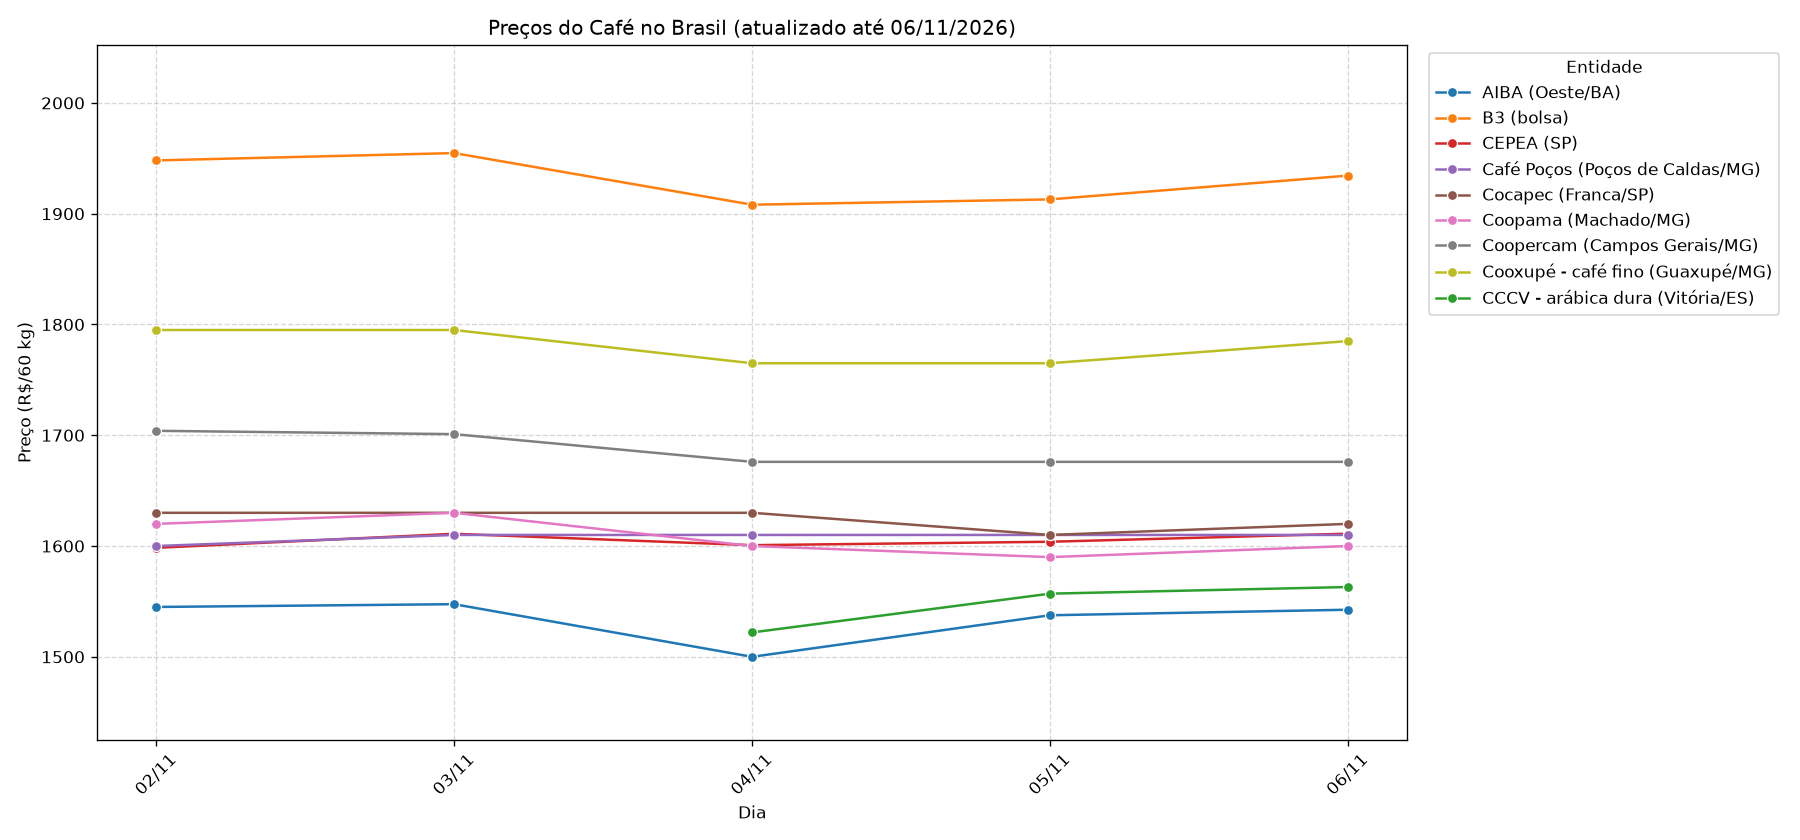 Preços do Café no Brasil (atualizado até 06/11/2026)
Preço (R$/60 kg)
2000
1900
1800
1700
1600
1500
02/11
03/11
04/11
05/11
06/11
Dia
Entidade
AIBA (Oeste/BA)
B3 (bolsa)
CEPEA (SP)
Café Poços (Poços de Caldas/MG)
Cocapec (Franca/SP)
Coopama (Machado/MG)
Coopercam (Campos Gerais/MG)
Cooxupé - café fino (Guaxupé/MG)
CCCV - arábica dura (Vitória/ES)